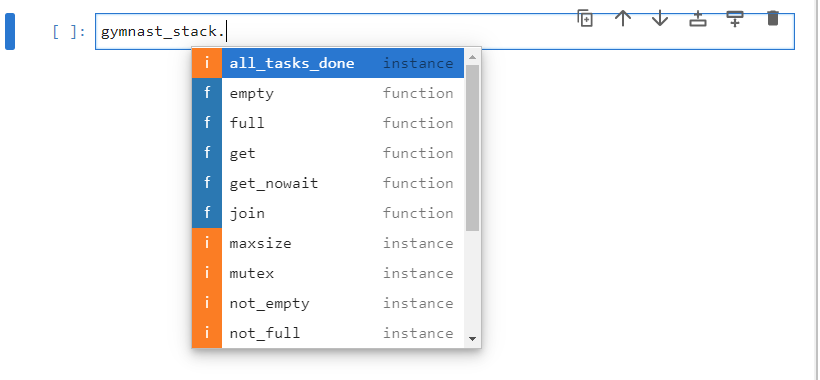 [ ]: gymnast_stack.
i all_tasks_done instance
f empty function
f full function
f get function
f get_nowait function
f join function
i maxsize instance
i mutex instance
i not_empty instance
i not_full instance